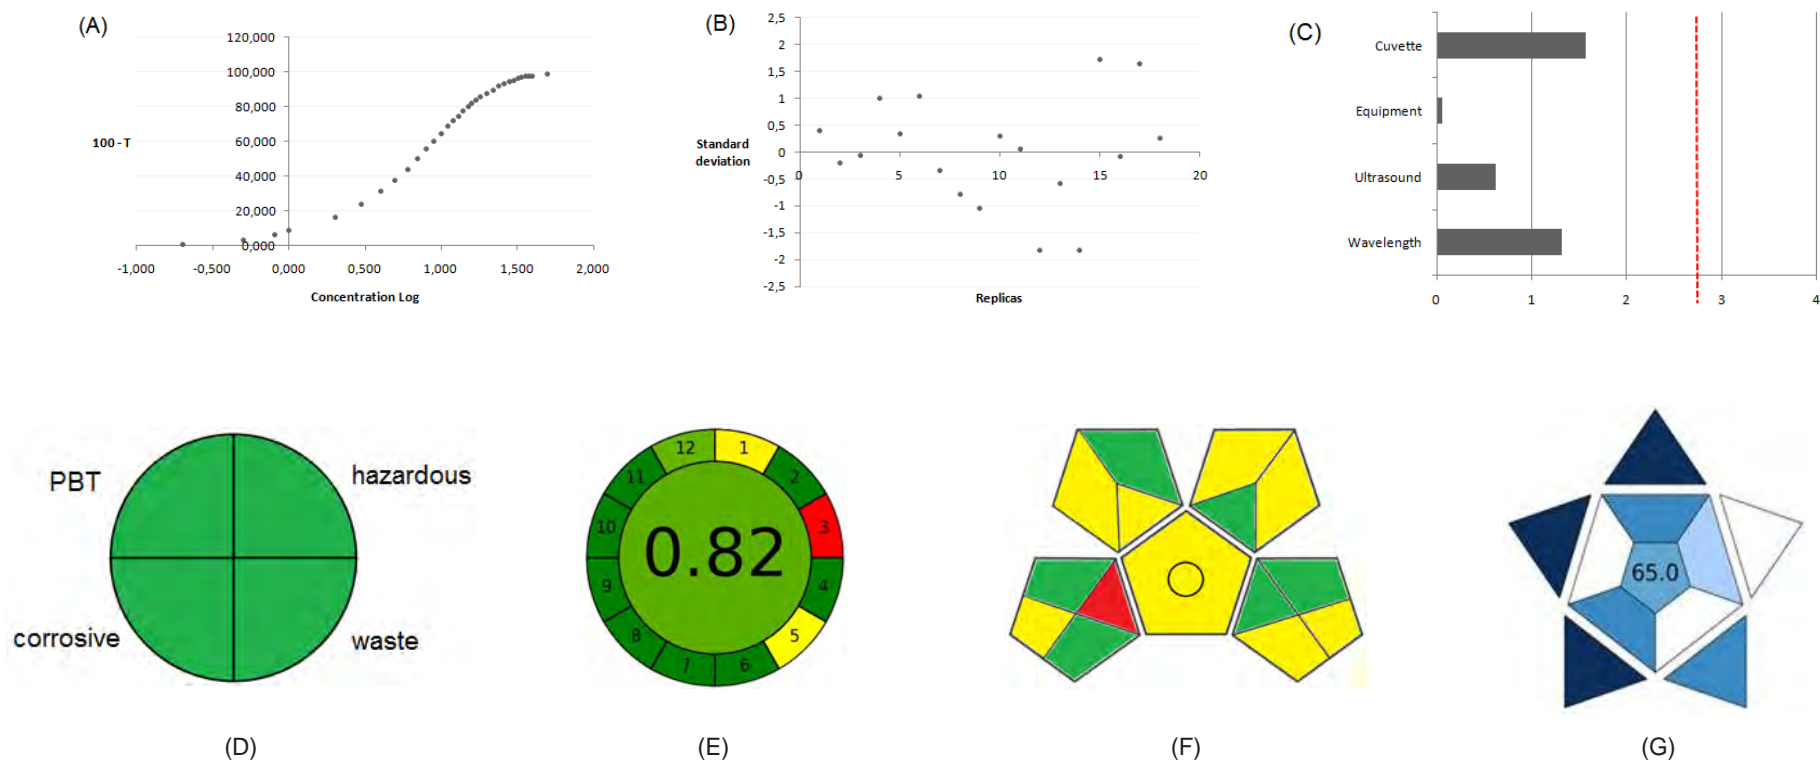 (A)
120,000
100,000
80,000
60,000
40,000
20,000
0,000
100 - T
-1,000 -0,500 0,000 0,500 1,000 1,500 2,000
Concentration Log
(B)
2,5
2
1,5
1
0,5
0
-0,5
-1
-1,5
-2
-2,5
Standard
deviation
0 5 10 15 20
Replicas
(C)
Cuvette
Equipment
Ultrasound
Wavelength
0 1 2 3 4
PBT
hazardous
corrosive
waste
(D)
1
2
3
4
5
6
7
8
9
10
11
12
0.82
(E)
(F)
65.0
(G)